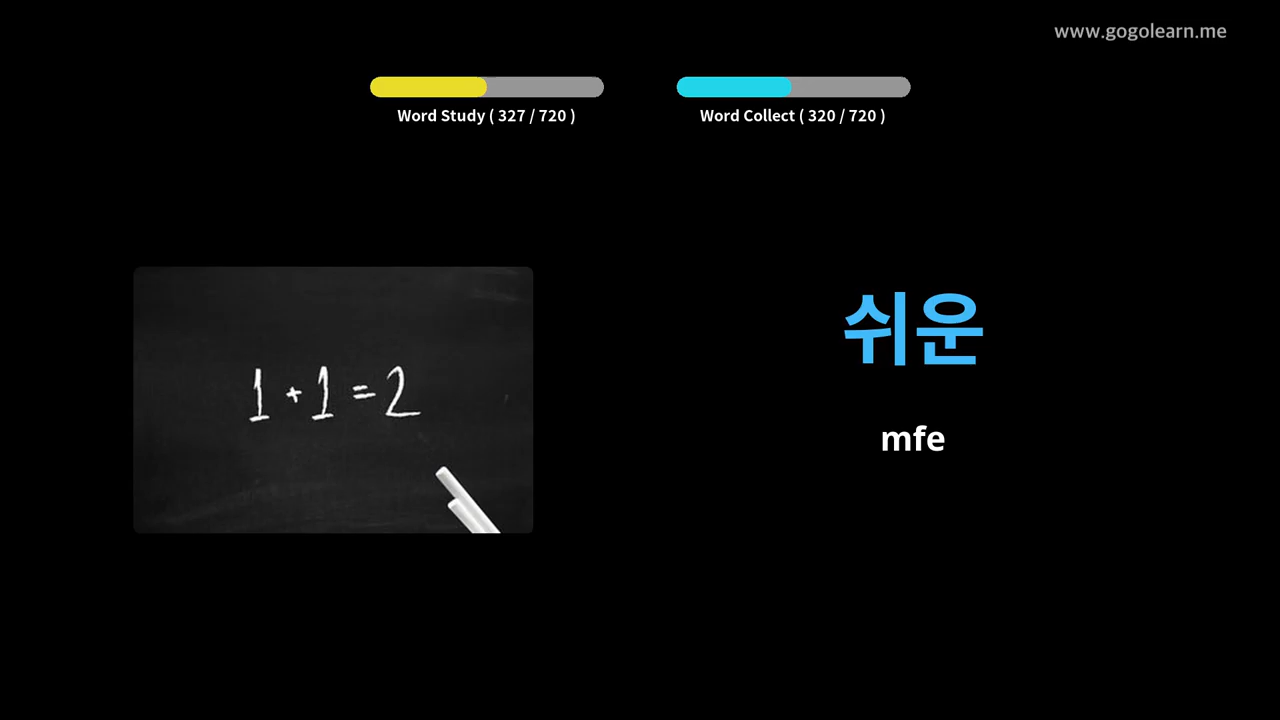 www.gogolearn.me
Word Study ( 327 / 720 )
Word Collect ( 320 / 720 )
1 + 1 = 2
쉬운
mfe